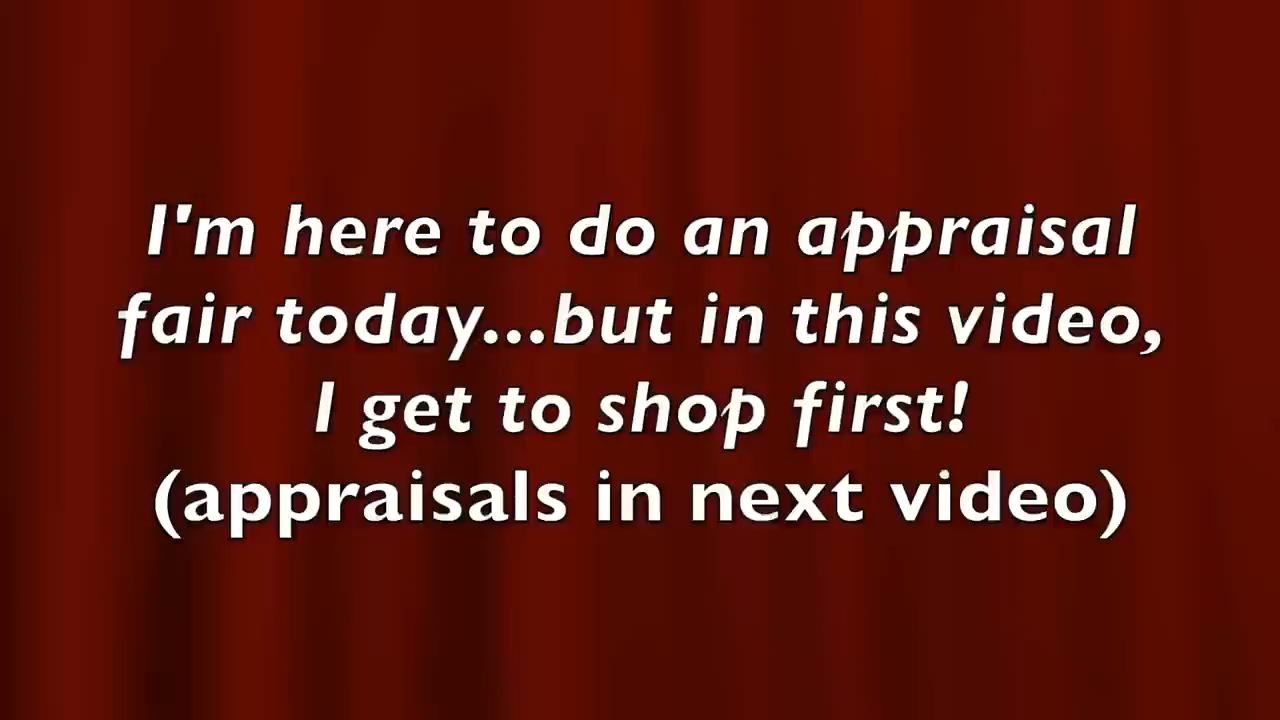 I'm here to do an appraisal
fair today...but in this video,
I get to shop first!
(appraisals in next video)